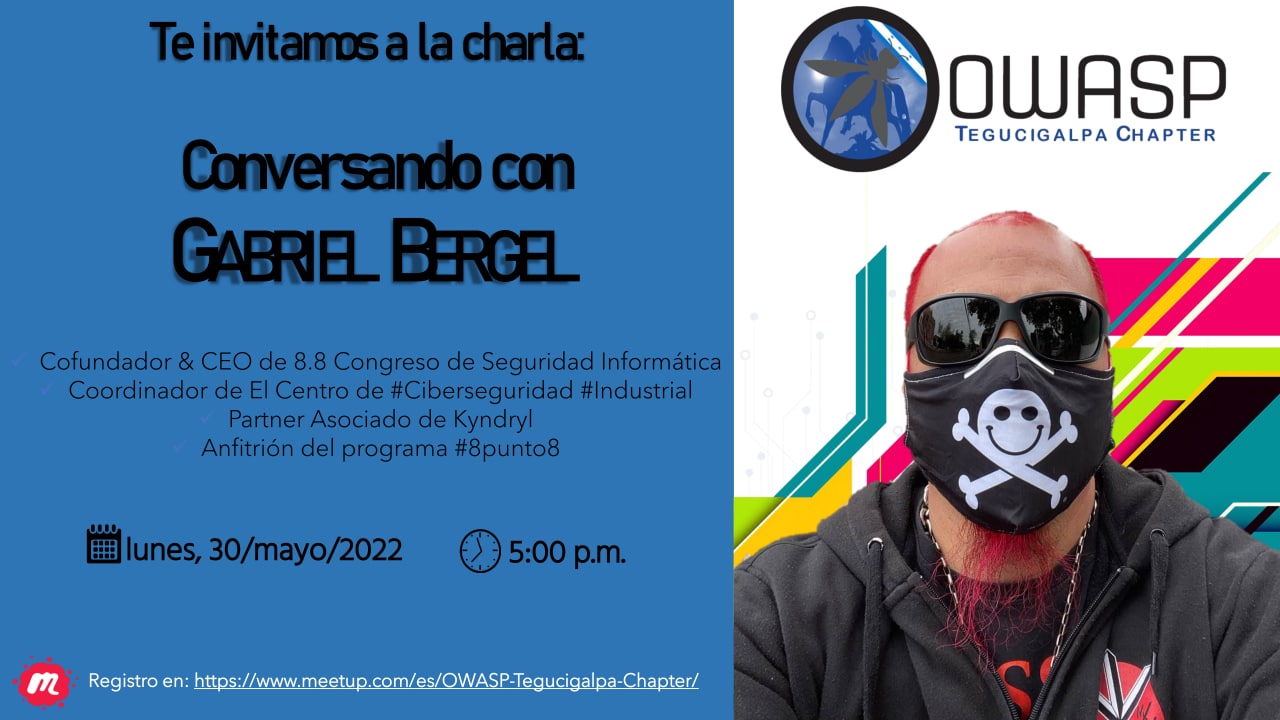 Te invitamos a la charla:
Conversando con
GABRIEL BERGEL
Cofundador & CEO de 8.8 Congreso de Seguridad Informática
Coordinador de El Centro de #Ciberseguridad #Industrial
Partner Asociado de Kyndryl
Anfitrión del programa #8punto8
lunes, 30/mayo/2022
5:00 p.m.
Registro en: https://www.meetup.com/es/OWASP-Tegucigalpa-Chapter/
OWASP
TEGUCIGALPA CHAPTER